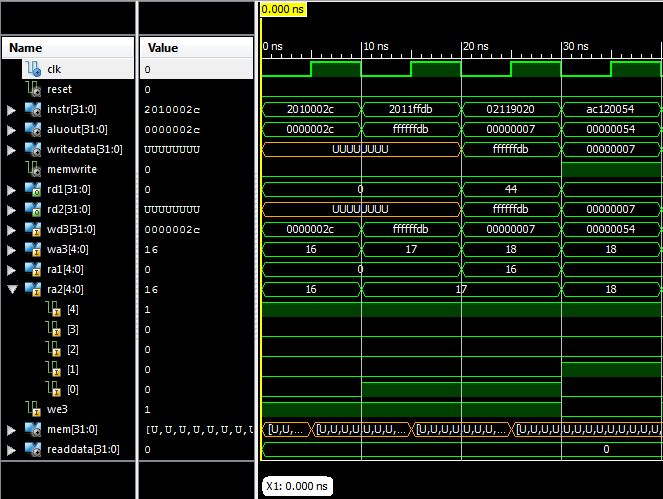 0.000 ns
Name Value 0 ns 10 ns 20 ns 30 ns
clk 0
reset 0
instr[31:0] 2010002c 2010002c 2011ffdb 02119020 ac120054
aluout[31:0] 0000002c 0000002c ffffffdb 00000007 00000054
writedata[31:0] UUUUUUUU UUUUUUUU ffffffdb 00000007
memwrite 0
rd1[31:0] 0 0 44
rd2[31:0] UUUUUUUU UUUUUUUU ffffffdb 00000007
wd3[31:0] 0000002c 0000002c ffffffdb 00000007 00000054
wa3[4:0] 16 16 17 18 18
ra1[4:0] 0 0 16
ra2[4:0] 16 16 17 18
[4] 1
[3] 0
[2] 0
[1] 0
[0] 0
we3 1
mem[31:0] [U,U,U,U,U,U,U,U [U,U,... [U,U,U,U,U,U,U,... [U,U,U,U,U,U,U,... [U,U,U,U,U,U,U,U,U,U,U,
readdata[31:0] 0 0
X1: 0.000 ns